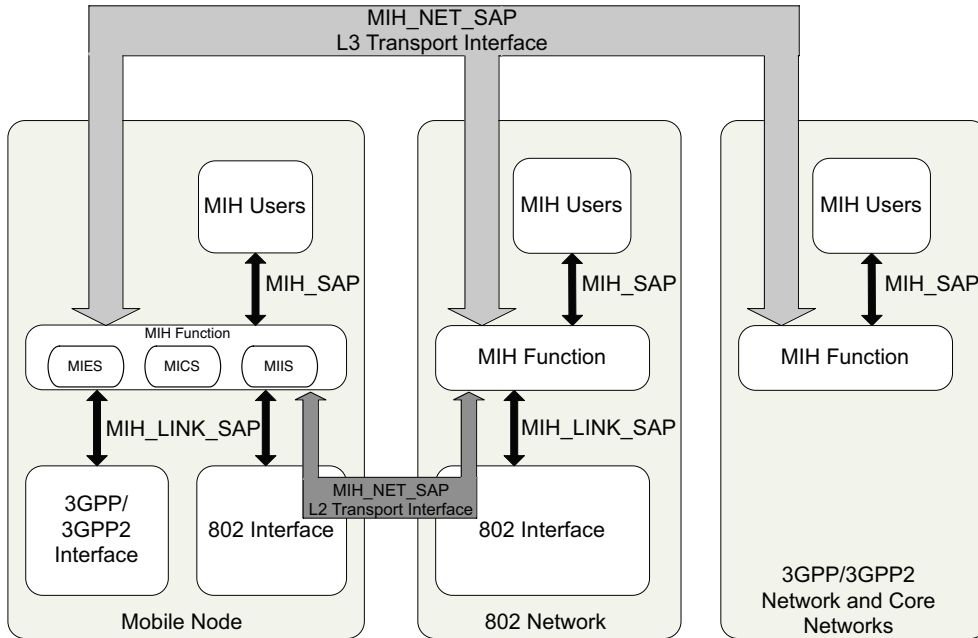 MIH_NET_SAP
L3 Transport Interface
MIH Users
MIH_SAP
MIH Function
MIES
MICS
MIIS
MIH_LINK_SAP
3GPP/
3GPP2
Interface
802 Interface
Mobile Node
MIH_NET_SAP
L2 Transport Interface
MIH Users
MIH_SAP
MIH Function
MIH_LINK_SAP
802 Interface
802 Network
MIH Users
MIH_SAP
MIH Function
3GPP/3GPP2
Network and Core
Networks